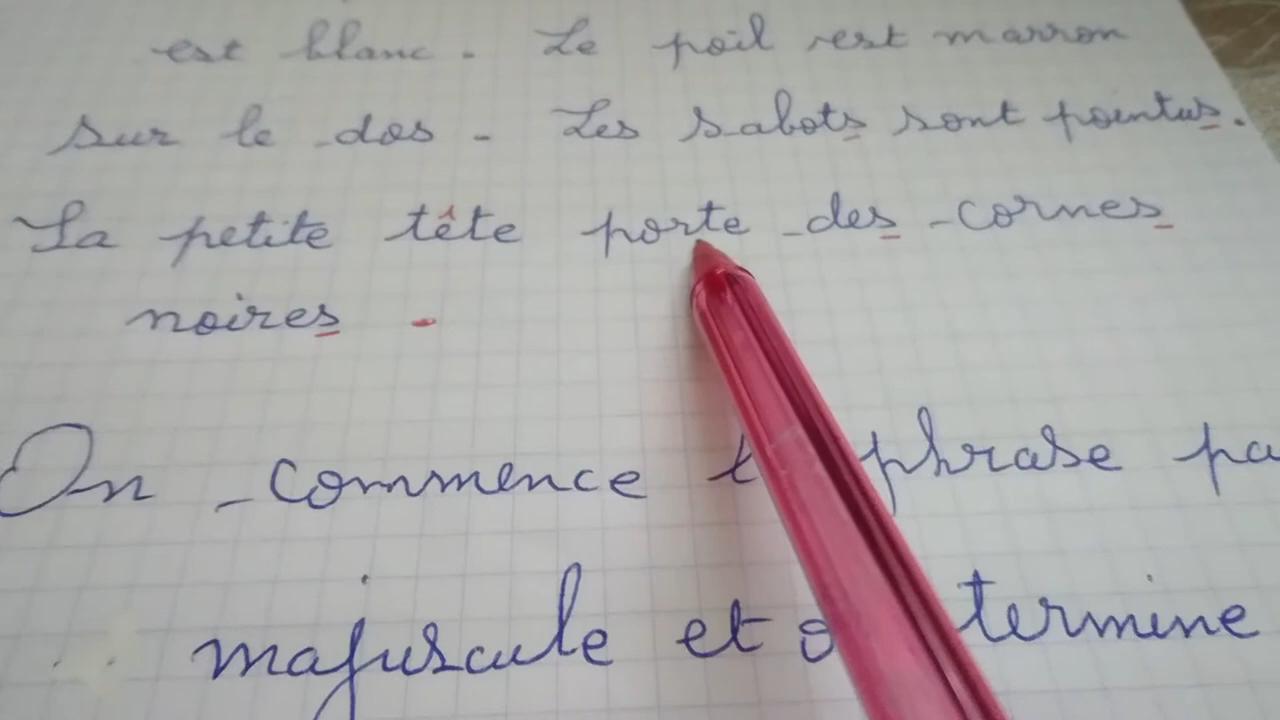 est blanc. Le poil est marron
sur le dos. Les sabots sont pointus.
La petite tête porte des cornes
noires.
On commence phrase pa
majuscule et termine